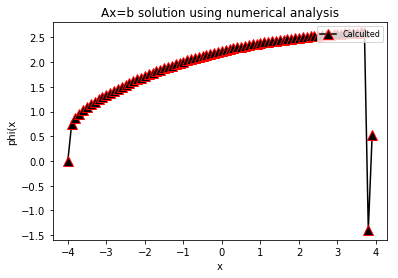 Ax=b solution using numerical analysis
Calculted
phi(x
2.5
2.0
1.5
1.0
0.5
0.0
−0.5
−1.0
−1.5
−4 −3 −2 −1 0 1 2 3 4
x